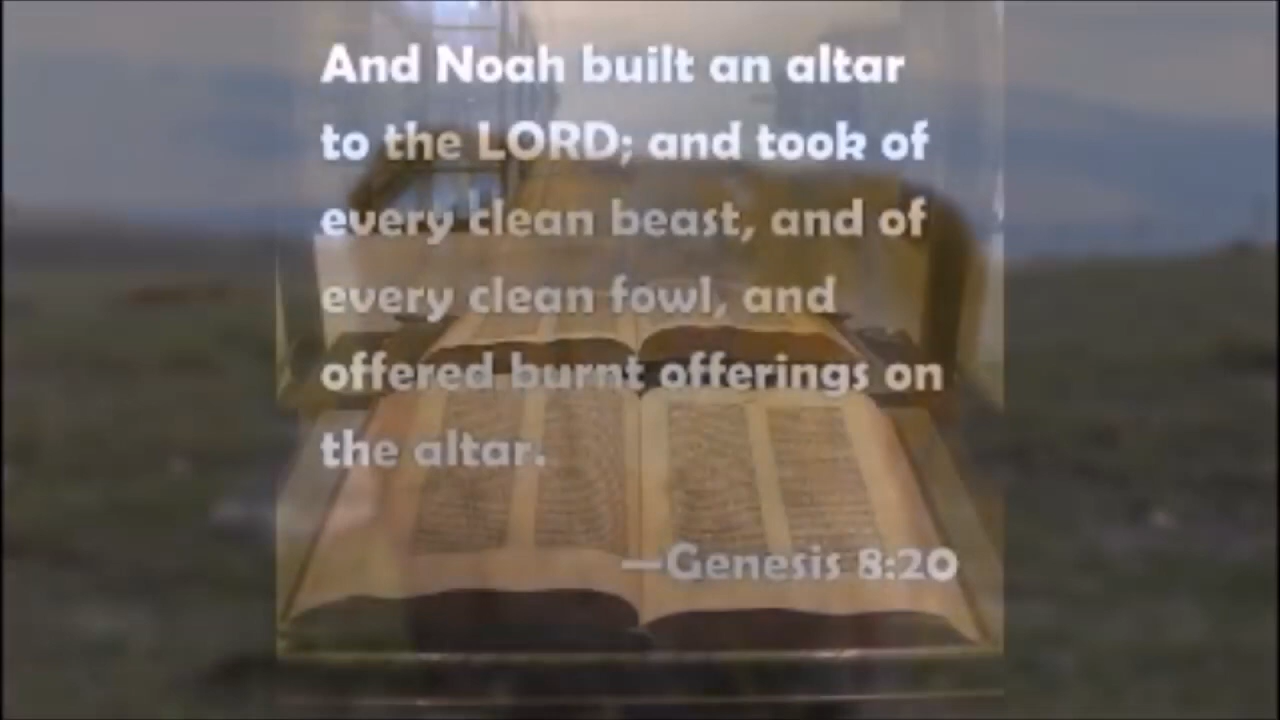 And Noah built an altar
to the LORD; and took of
every clean beast, and of
every clean fowl, and
offered burnt offerings on
the altar.
—Genesis 8:20